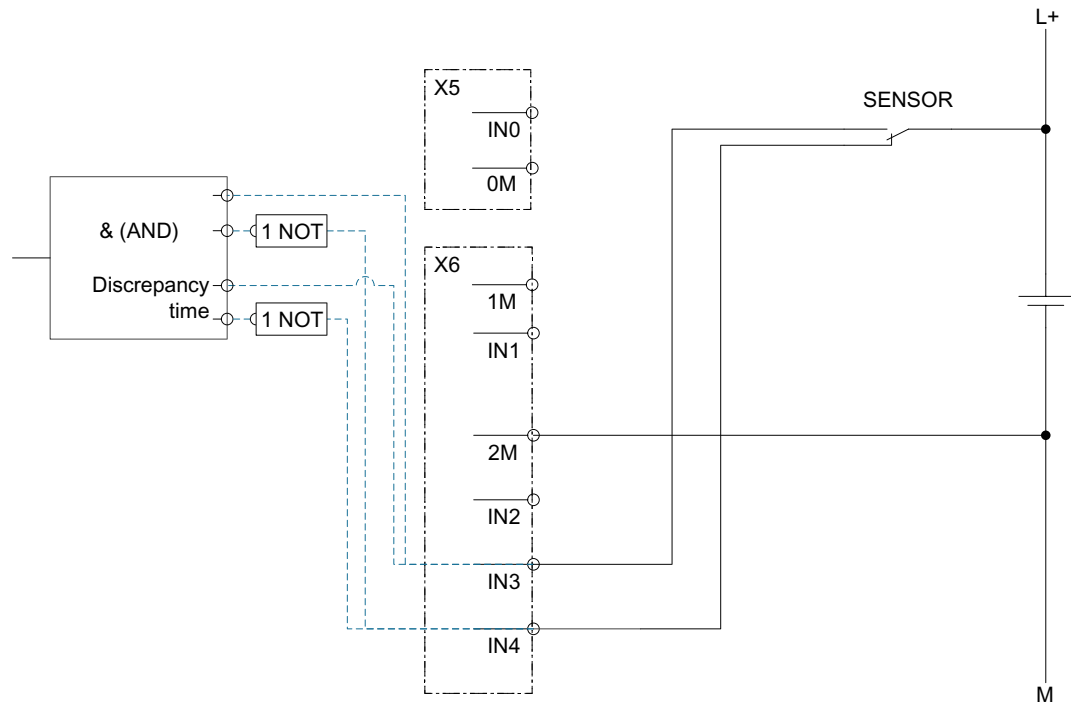 L+
X5
SENSOR
IN0
0M
& (AND)
1 NOT
X6
Discrepancy
time
1M
1 NOT
IN1
2M
IN2
IN3
IN4
M